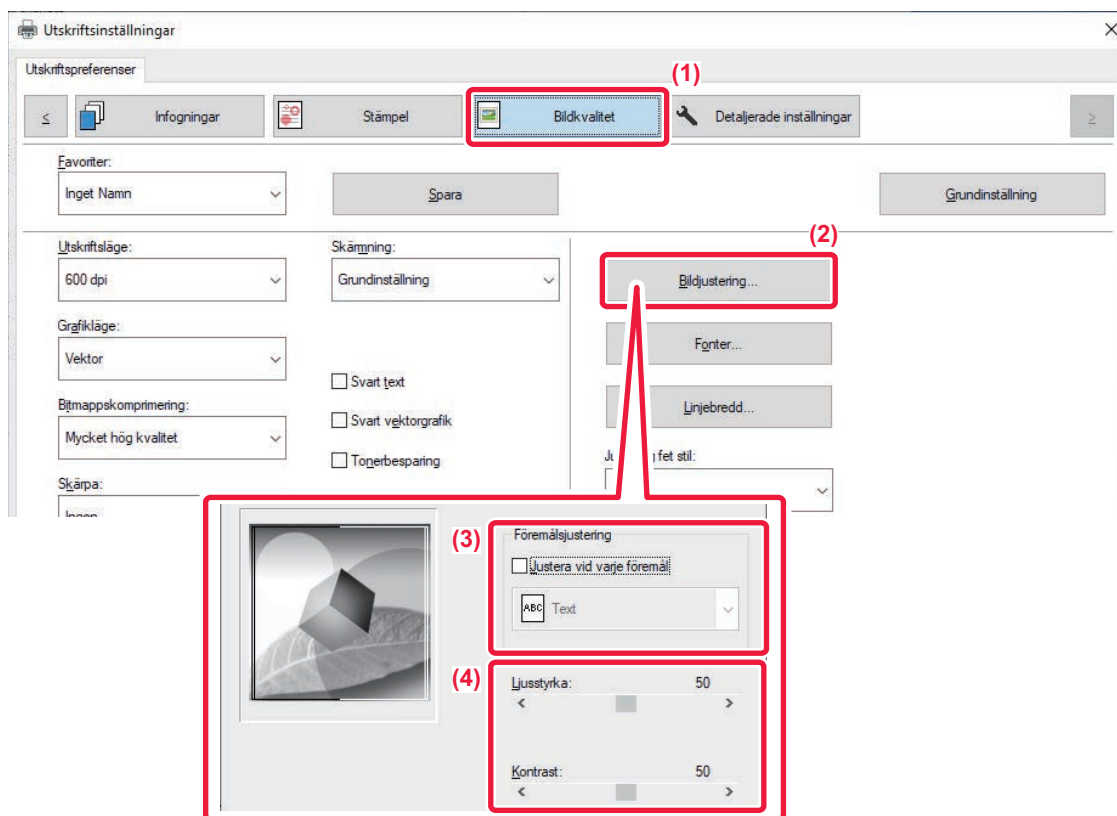 Utskriftsinställningar
Utskriftspreferenser
(1)
≤ Infogningar Stämpel Bildkvalitet Detaljerade inställningar ≥
Favoriter:
Inget Namn Spara Grundinställning
(2)
Utskriftsläge: Skärmning:
600 dpi Grundinställning Bildjustering...
Grafikläge: Fonter...
Vektor
Svart text
Bitmappskomprimering: Linjebredd...
Mycket hög kvalitet Svart vektorgrafik
Tonerbesparing fet stil:
Skärpa:
Ingen
(3) Föremålsjustering
Justera vid varje föremål
ABC Text
(4) Ljusstyrka: 50
< >
Kontrast: 50
< >